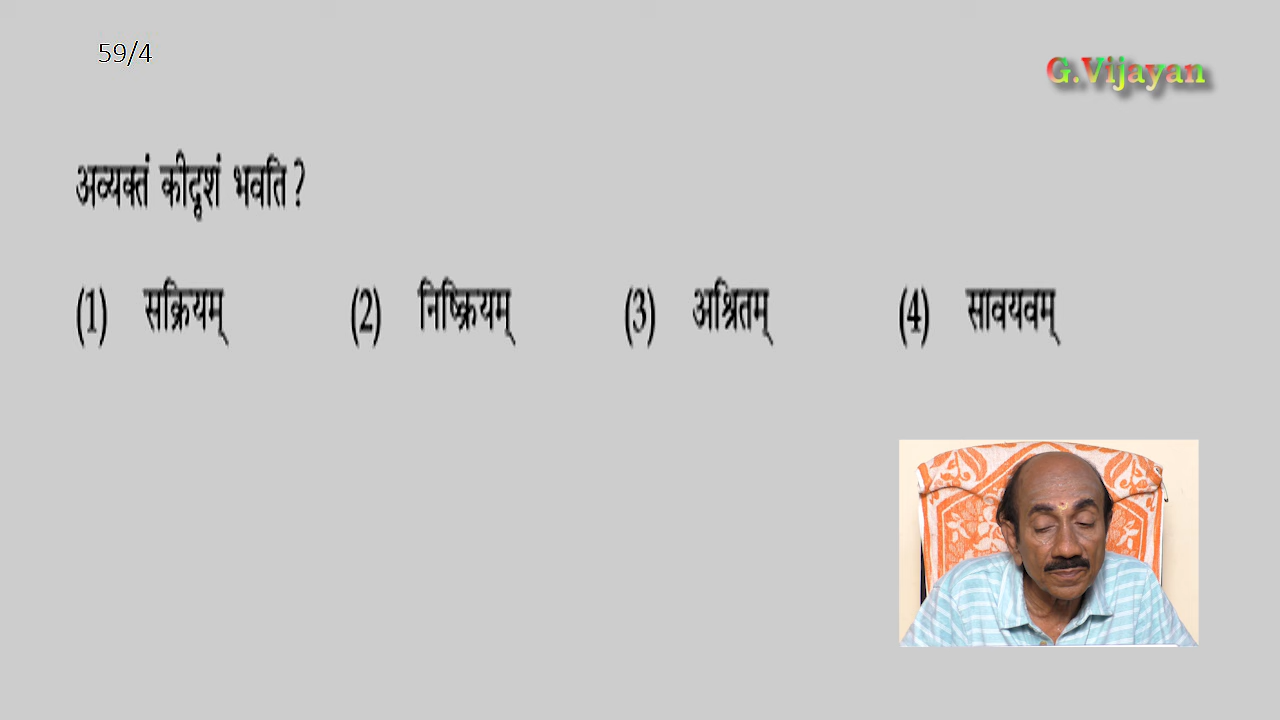 59/4
G.Vijayan
अव्यक्तं कीदृशं भवति?
(1) सक्रियम् (2) निष्क्रियम् (3) अश्रितम् (4) सावयवम्